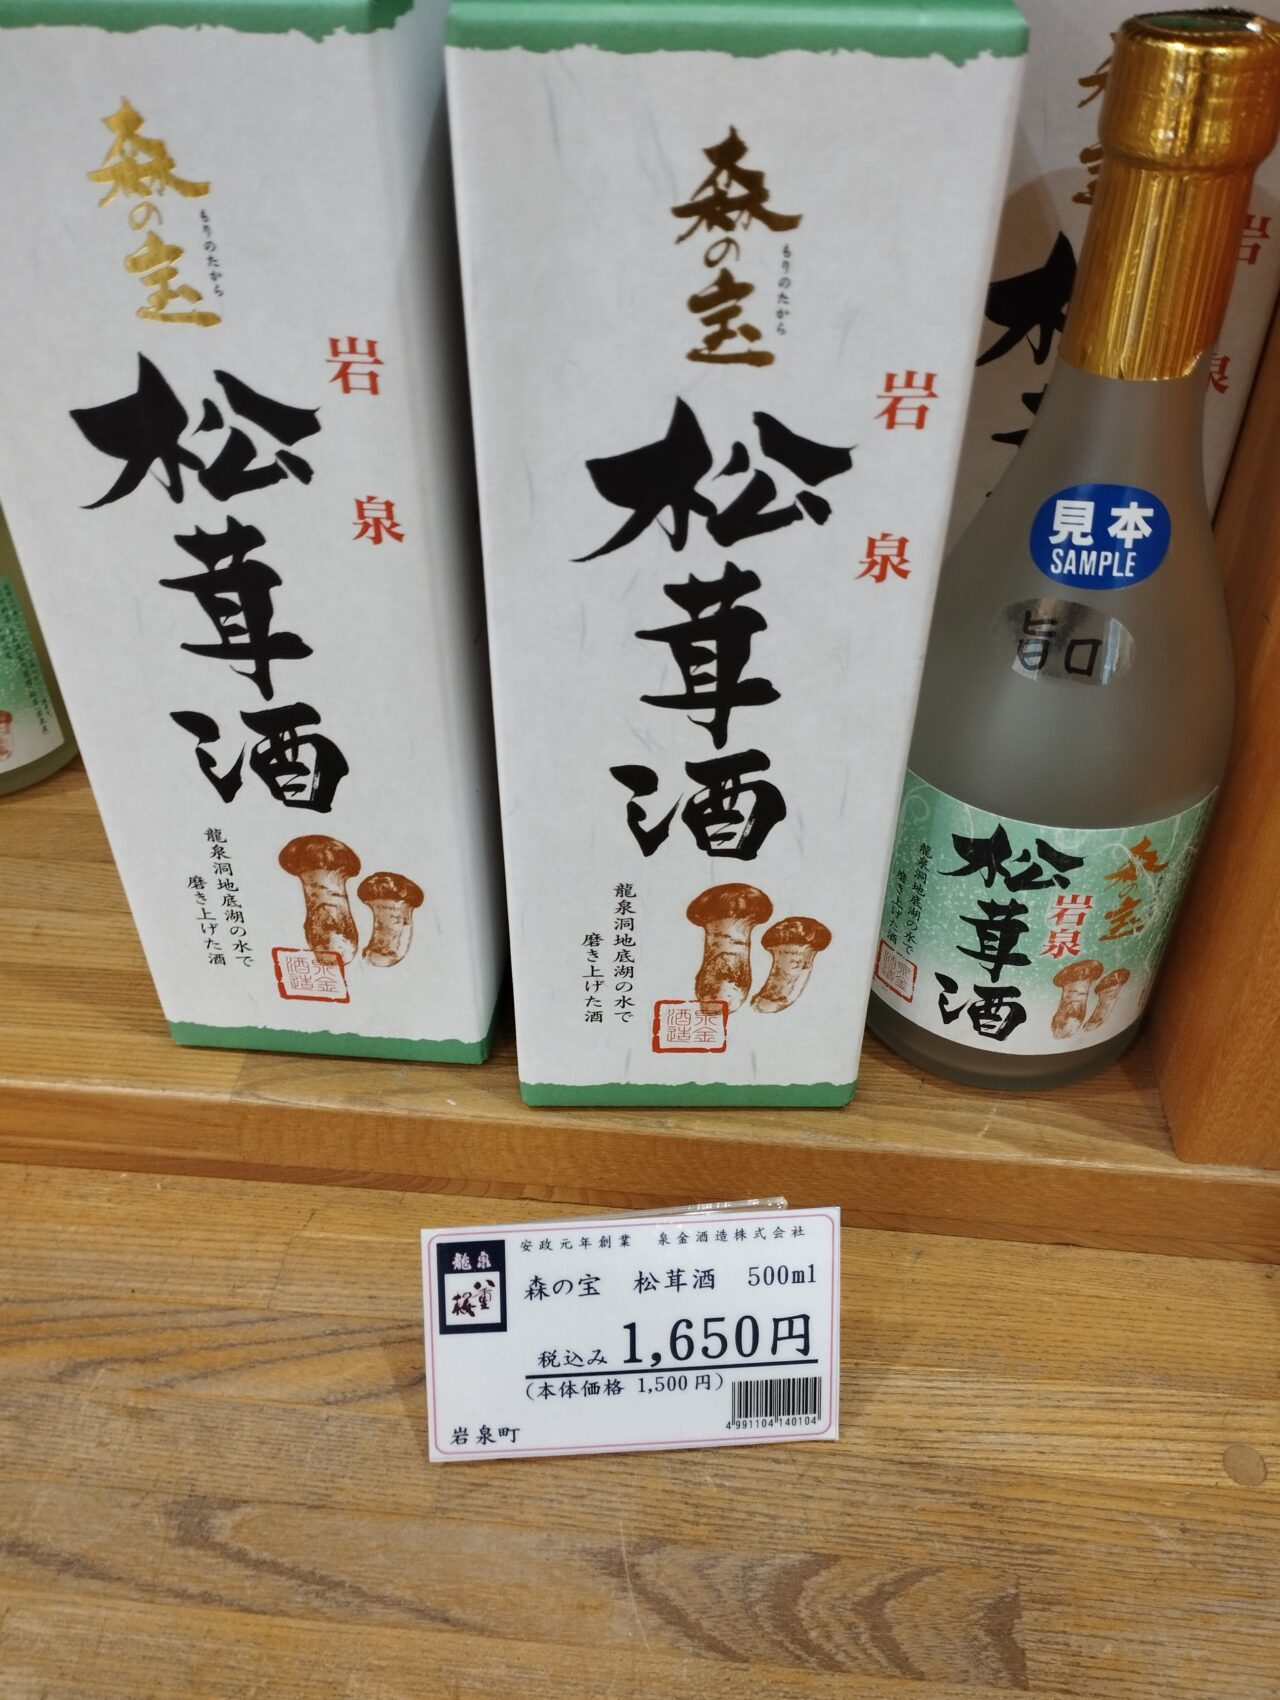 森の宝
もりのたから
岩泉
松茸酒
龍泉洞地底湖の水で
磨き上げた酒
泉金
酒造
森の宝
もりのたから
岩泉
松茸酒
龍泉洞地底湖の水で
磨き上げた酒
泉金
酒造
見本
SAMPLE
旨口
森の宝
岩泉
松茸酒
龍泉洞地底湖の水で
磨き上げた酒
泉金
酒造
安政元年創業 泉金酒造株式会社
龍泉
八重桜
森の宝 松茸酒 500ml
税込み 1,650円
(本体価格 1,500円)
4991104140104
岩泉町